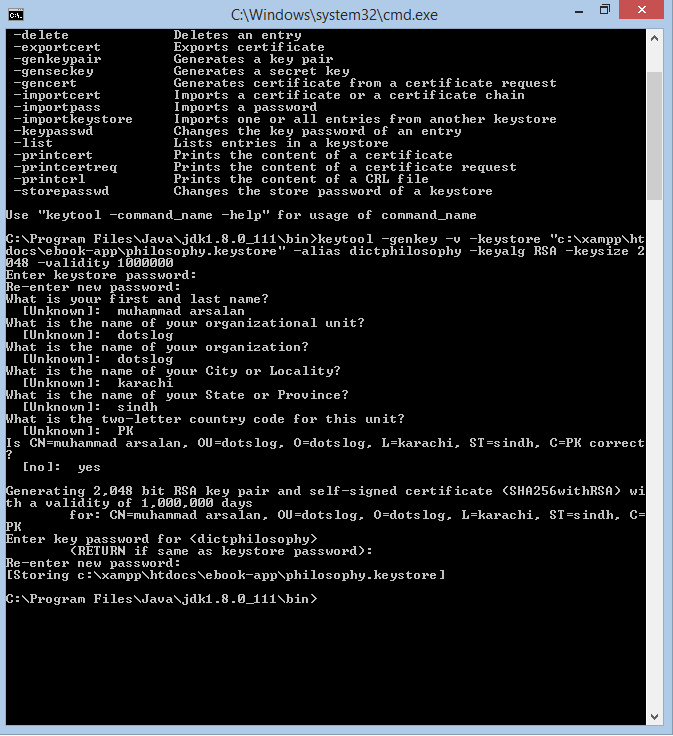 C:\Windows\system32\cmd.exe
-delete Deletes an entry
-exportcert Exports certificate
-genkeypair Generates a key pair
-genseckey Generates a secret key
-gencert Generates certificate from a certificate request
-importcert Imports a certificate or a certificate chain
-importpass Imports a password
-importkeystore Imports one or all entries from another keystore
-keypasswd Changes the key password of an entry
-list Lists entries in a keystore
-printcert Prints the content of a certificate
-printcertreq Prints the content of a certificate request
-printcrl Prints the content of a CRL file
-storepasswd Changes the store password of a keystore
Use "keytool -command_name -help" for usage of command_name
C:\Program Files\Java\jdk1.8.0_111\bin>keytool -genkey -v -keystore "c:\xampp\ht
docs\ebook-app\philosophy.keystore" -alias dictphilosophy -keyalg RSA -keysize 2
048 -validity 1000000
Enter keystore password:
Re-enter new password:
What is your first and last name?
[Unknown]: muhammad arsalan
What is the name of your organizational unit?
[Unknown]: dotslog
What is the name of your organization?
[Unknown]: dotslog
What is the name of your City or Locality?
[Unknown]: karachi
What is the name of your State or Province?
[Unknown]: sindh
What is the two-letter country code for this unit?
[Unknown]: PK
Is CN=muhammad arsalan, OU=dotslog, O=dotslog, L=karachi, ST=sindh, C=PK correct
?
[no]: yes
Generating 2,048 bit RSA key pair and self-signed certificate (SHA256withRSA) wi
th a validity of 1,000,000 days
for: CN=muhammad arsalan, OU=dotslog, O=dotslog, L=karachi, ST=sindh, C=
PK
Enter key password for <dictphilosophy>
(RETURN if same as keystore password):
Re-enter new password:
[Storing c:\xampp\htdocs\ebook-app\philosophy.keystore]
C:\Program Files\Java\jdk1.8.0_111\bin>